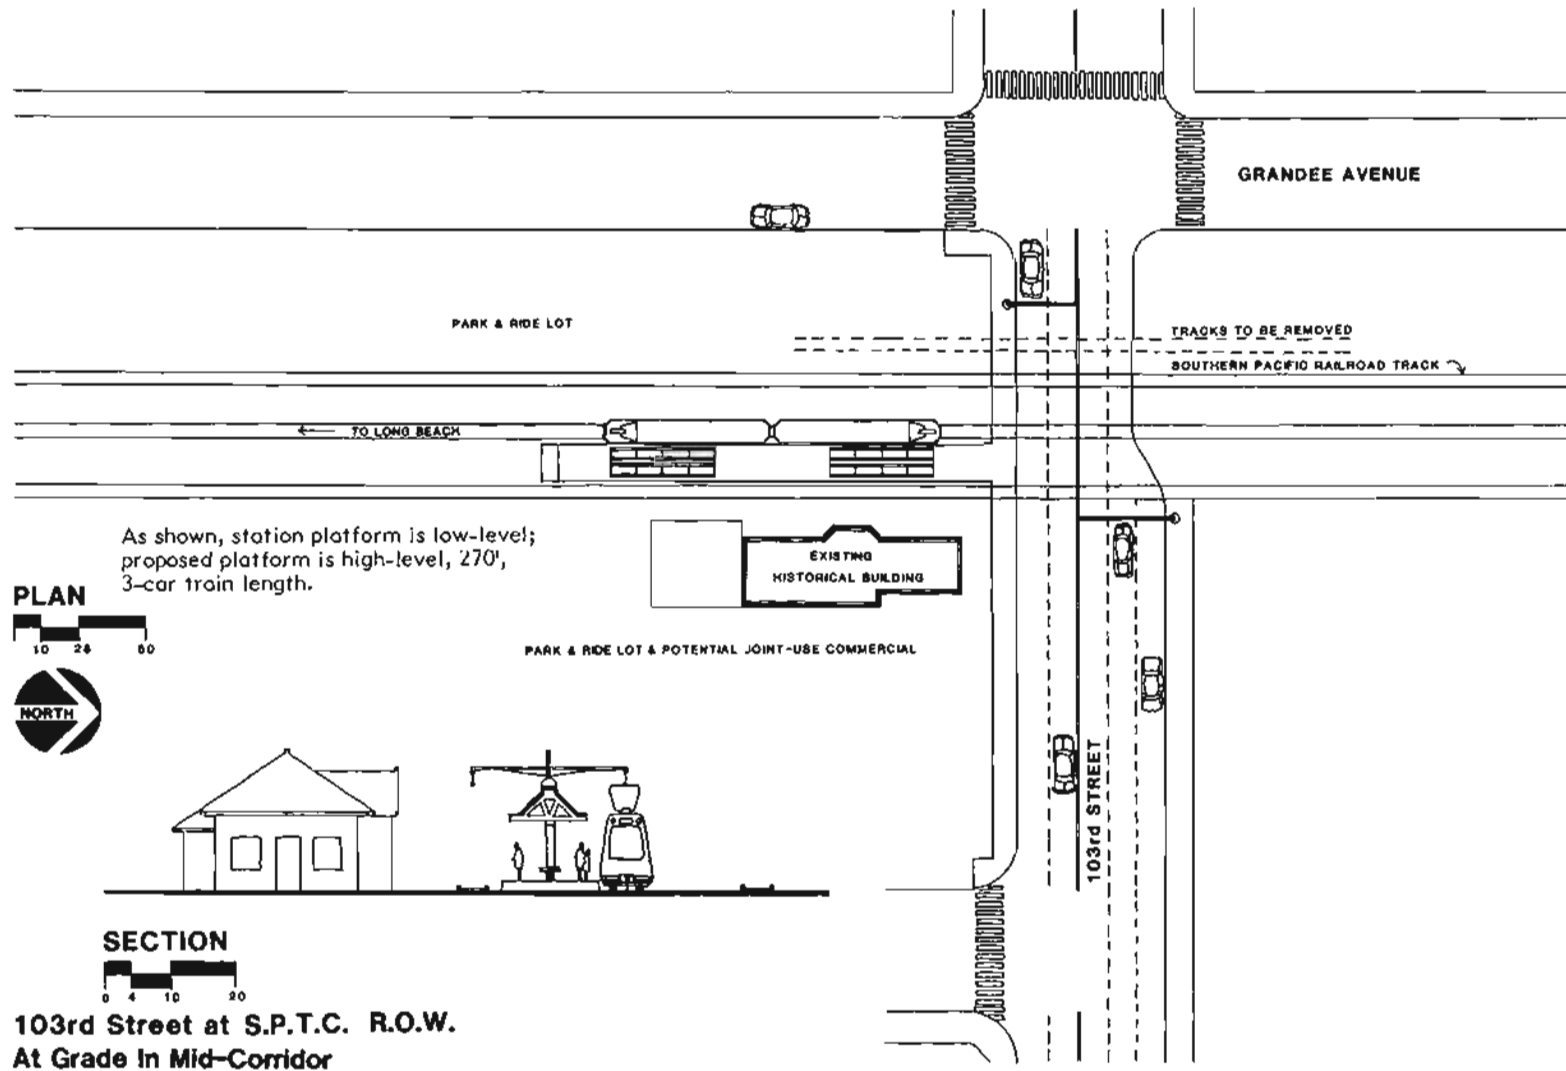 GRANDEE AVENUE
PARK & RIDE LOT
TRACKS TO BE REMOVED
SOUTHERN PACIFIC RAILROAD TRACK
TO LONG BEACH
As shown, station platform is low-level;
proposed platform is high-level, 270',
3-car train length.
EXISTING
HISTORICAL BUILDING
PLAN
10 25 50
PARK & RIDE LOT & POTENTIAL JOINT-USE COMMERCIAL
NORTH
103rd STREET
SECTION
0 4 10 20
103rd Street at S.P.T.C. R.O.W.
At Grade In Mid-Corridor